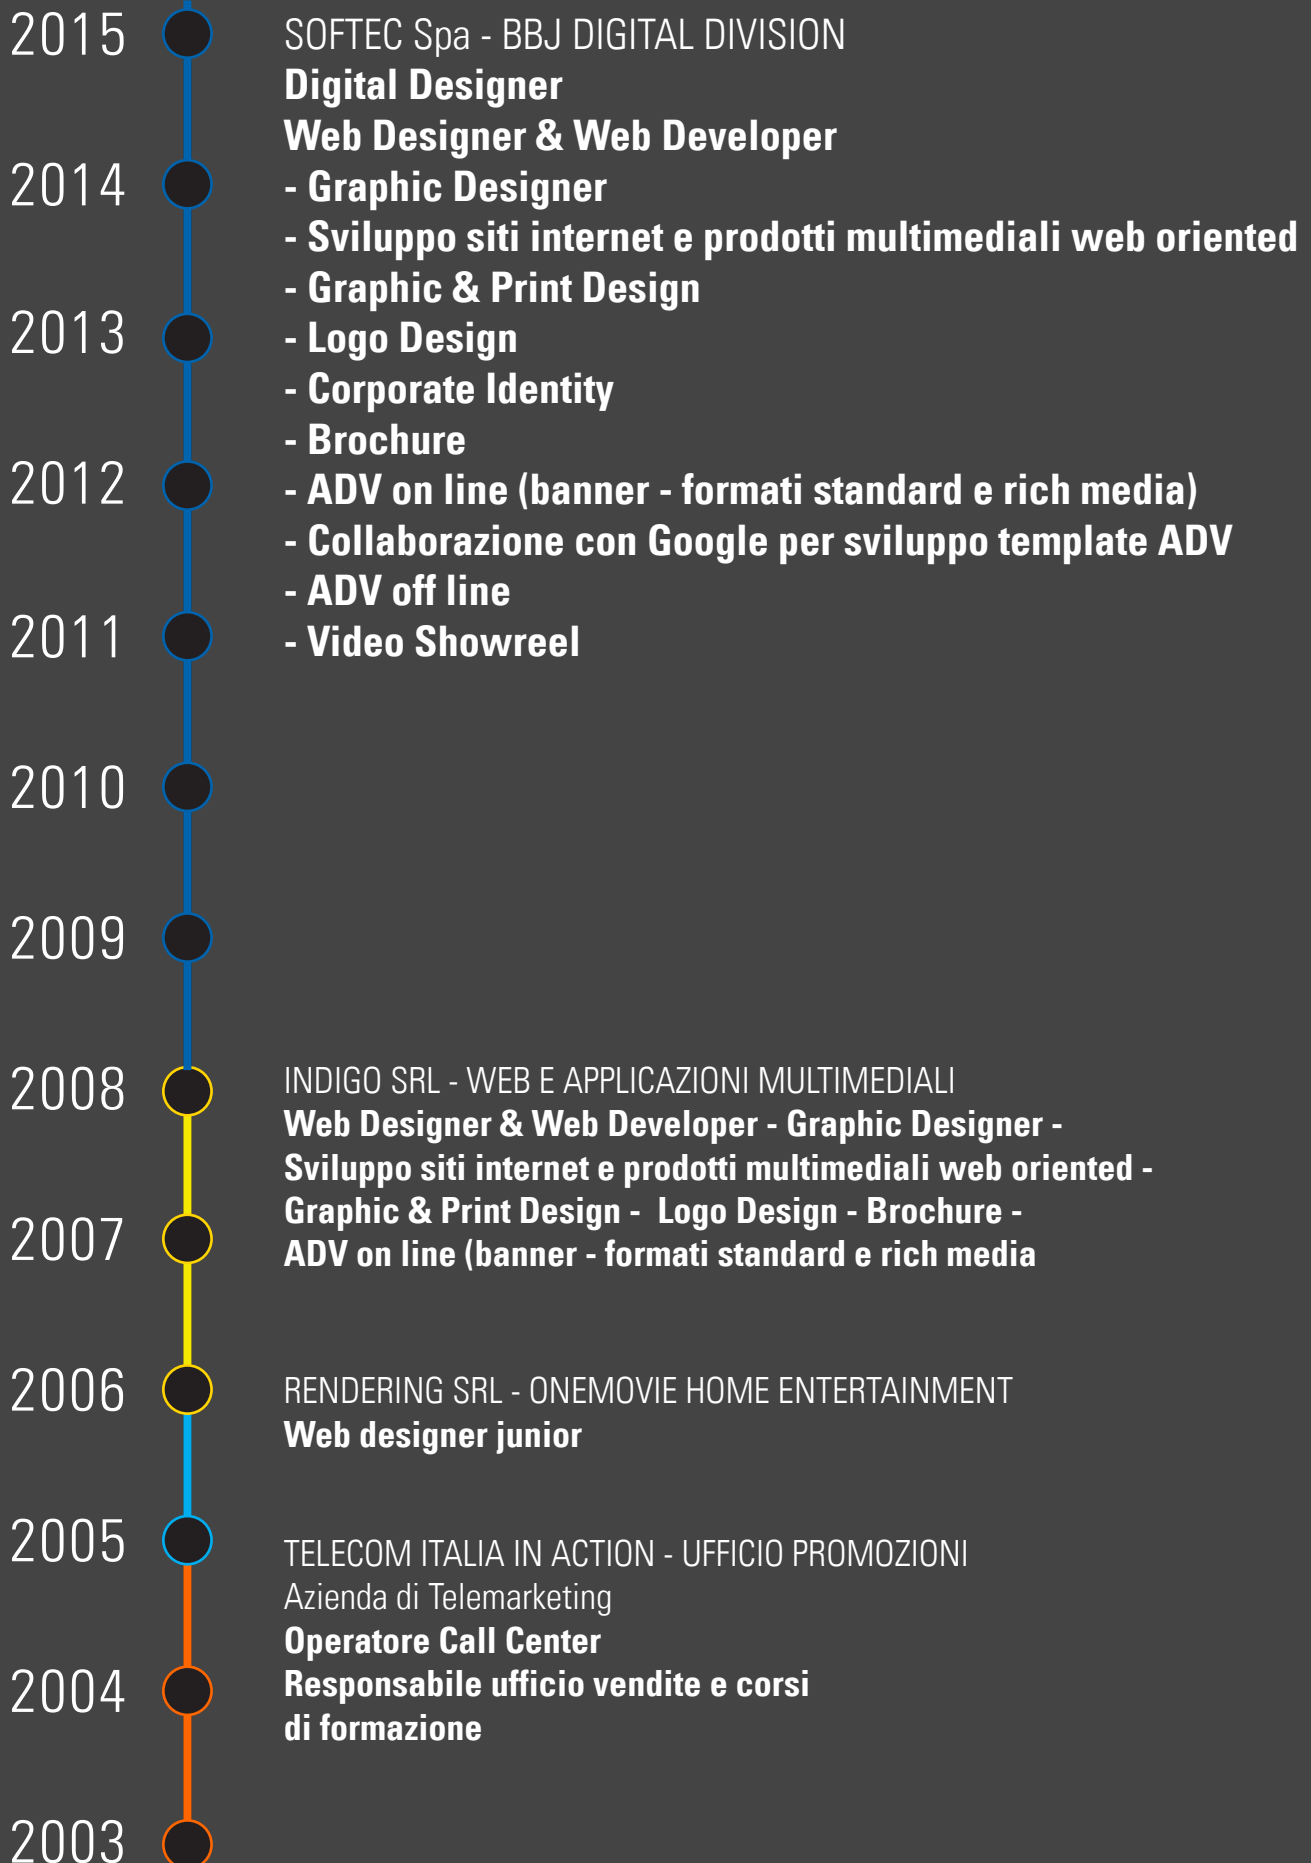 2015
SOFTEC Spa - BBJ DIGITAL DIVISION
Digital Designer
Web Designer & Web Developer
2014
- Graphic Designer
- Sviluppo siti internet e prodotti multimediali web oriented
- Graphic & Print Design
2013
- Logo Design
- Corporate Identity
- Brochure
2012
- ADV on line (banner - formati standard e rich media)
- Collaborazione con Google per sviluppo template ADV
- ADV off line
2011
- Video Showreel
2010
2009
2008
INDIGO SRL - WEB E APPLICAZIONI MULTIMEDIALI
Web Designer & Web Developer - Graphic Designer -
Sviluppo siti internet e prodotti multimediali web oriented -
Graphic & Print Design -  Logo Design - Brochure -
2007
ADV on line (banner - formati standard e rich media
2006
RENDERING SRL - ONEMOVIE HOME ENTERTAINMENT
Web designer junior
2005
TELECOM ITALIA IN ACTION - UFFICIO PROMOZIONI
Azienda di Telemarketing
Operatore Call Center
2004
Responsabile ufficio vendite e corsi
di formazione
2003